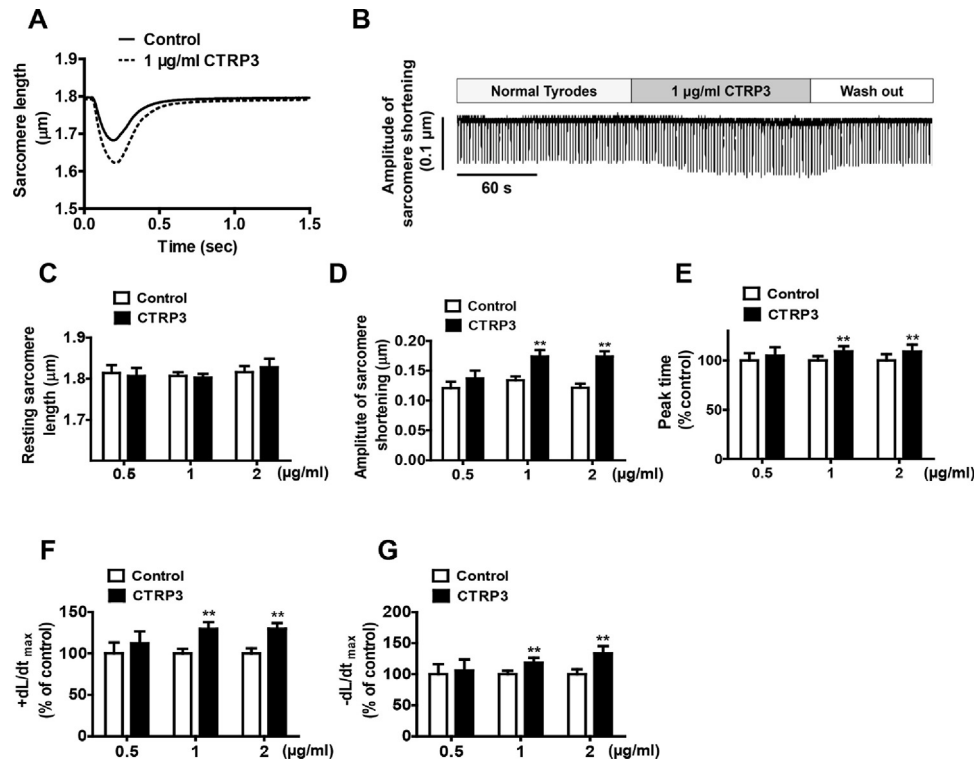 A
Control
1 µg/ml CTRP3
1.9
1.8
1.7
1.6
1.5
Sarcomere length
(µm)
0.0
0.5
1.0
1.5
Time (sec)
B
Normal Tyrodes
1 µg/ml CTRP3
Wash out
Amplitude of
sarcomere shortening
(0.1 µm)
60 s
C
Control
CTRP3
Resting sarcomere
length (µm)
1.9
1.8
1.7
0.5
1
2
(µg/ml)
D
Control
CTRP3
Amplitute of sarcomere
shortening (µm)
0.20
0.15
0.10
0.05
0.00
**
**
0.5
1
2
(µg/ml)
E
Control
CTRP3
Peak time
(% control)
100
50
0
**
**
0.5
1
2
(µg/ml)
F
Control
CTRP3
+dL/dt max
(% of control)
150
100
50
0
**
**
0.5
1
2
(µg/ml)
G
Control
CTRP3
-dL/dt max
(% of control)
200
150
100
50
0
**
**
0.5
1
2
(µg/ml)